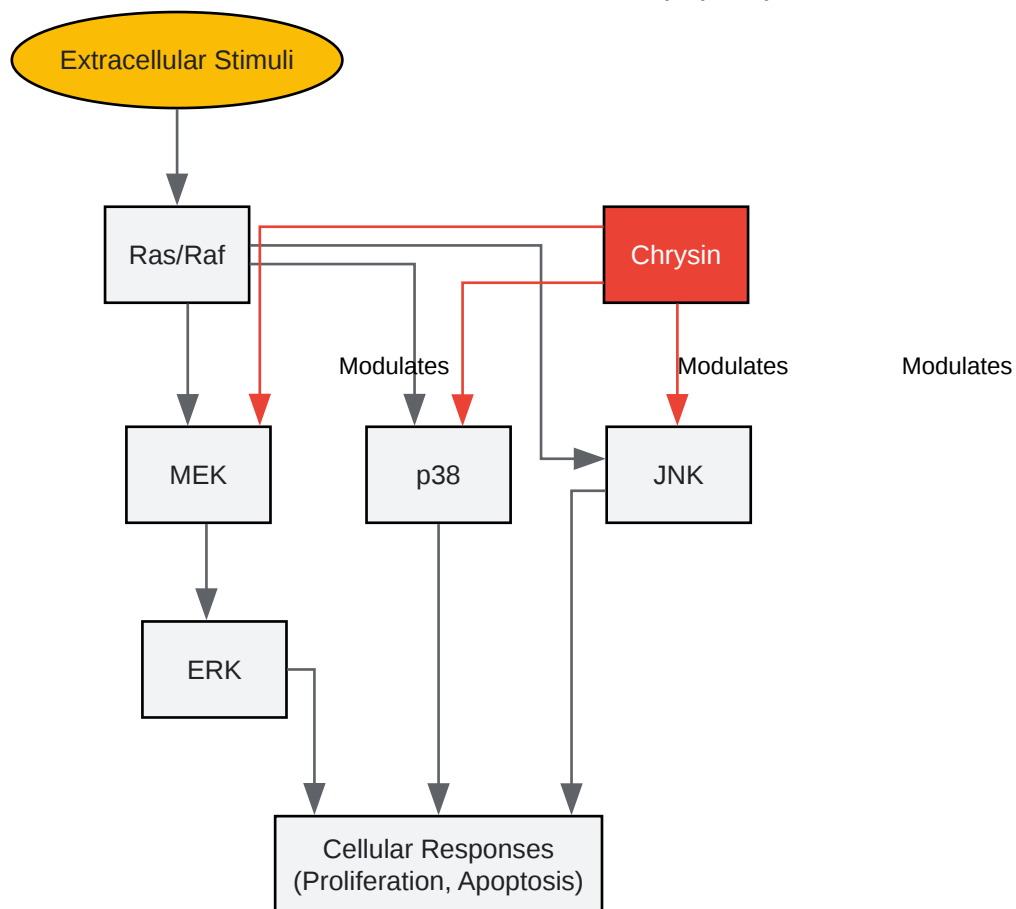 Extracellular Stimuli
Ras/Raf
Chrysin
Modulates
Modulates
Modulates
MEK
p38
JNK
ERK
Cellular Responses
(Proliferation, Apoptosis)